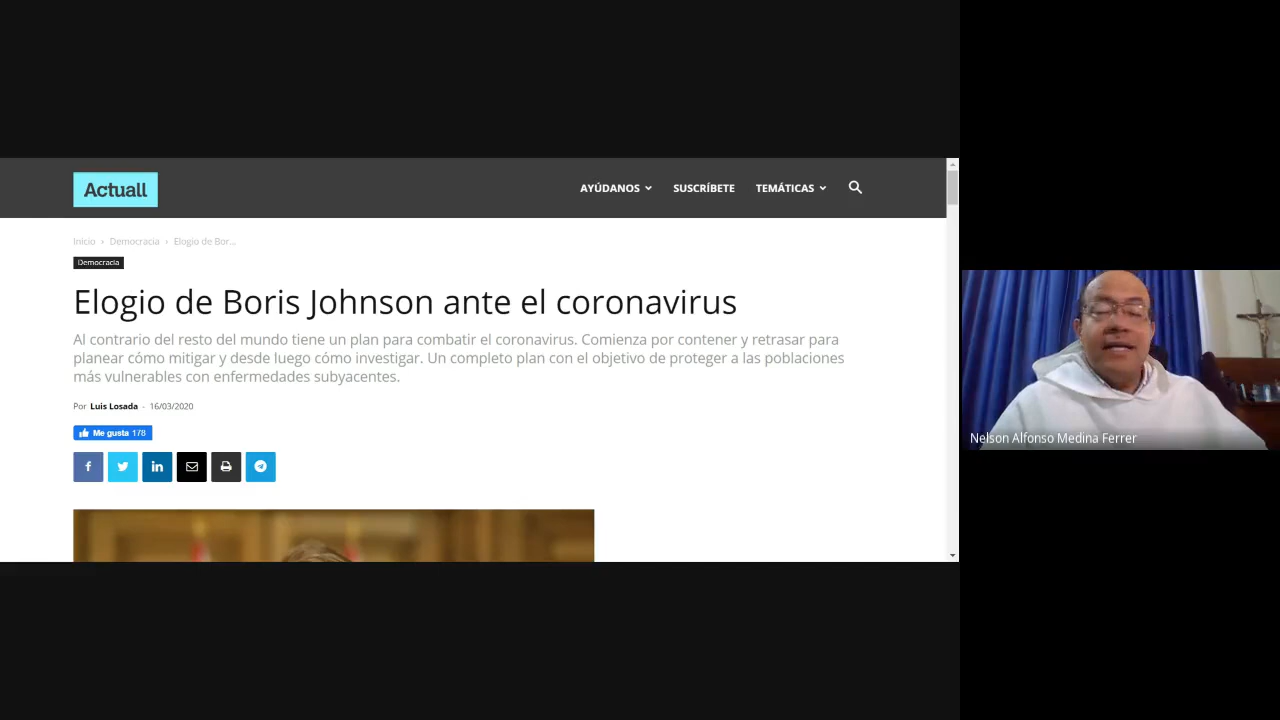 Actuall
AYÚDANOS
SUSCRÍBETE
TEMÁTICAS
Inicio › Democracia › Elogio de Bor...
Democracia
Elogio de Boris Johnson ante el coronavirus
Al contrario del resto del mundo tiene un plan para combatir el coronavirus. Comienza por contener y retrasar para
planear cómo mitigar y desde luego cómo investigar. Un completo plan con el objetivo de proteger a las poblaciones
más vulnerables con enfermedades subyacentes.
Por Luis Losada - 16/03/2020
Me gusta 178
Nelson Alfonso Medina Ferrer